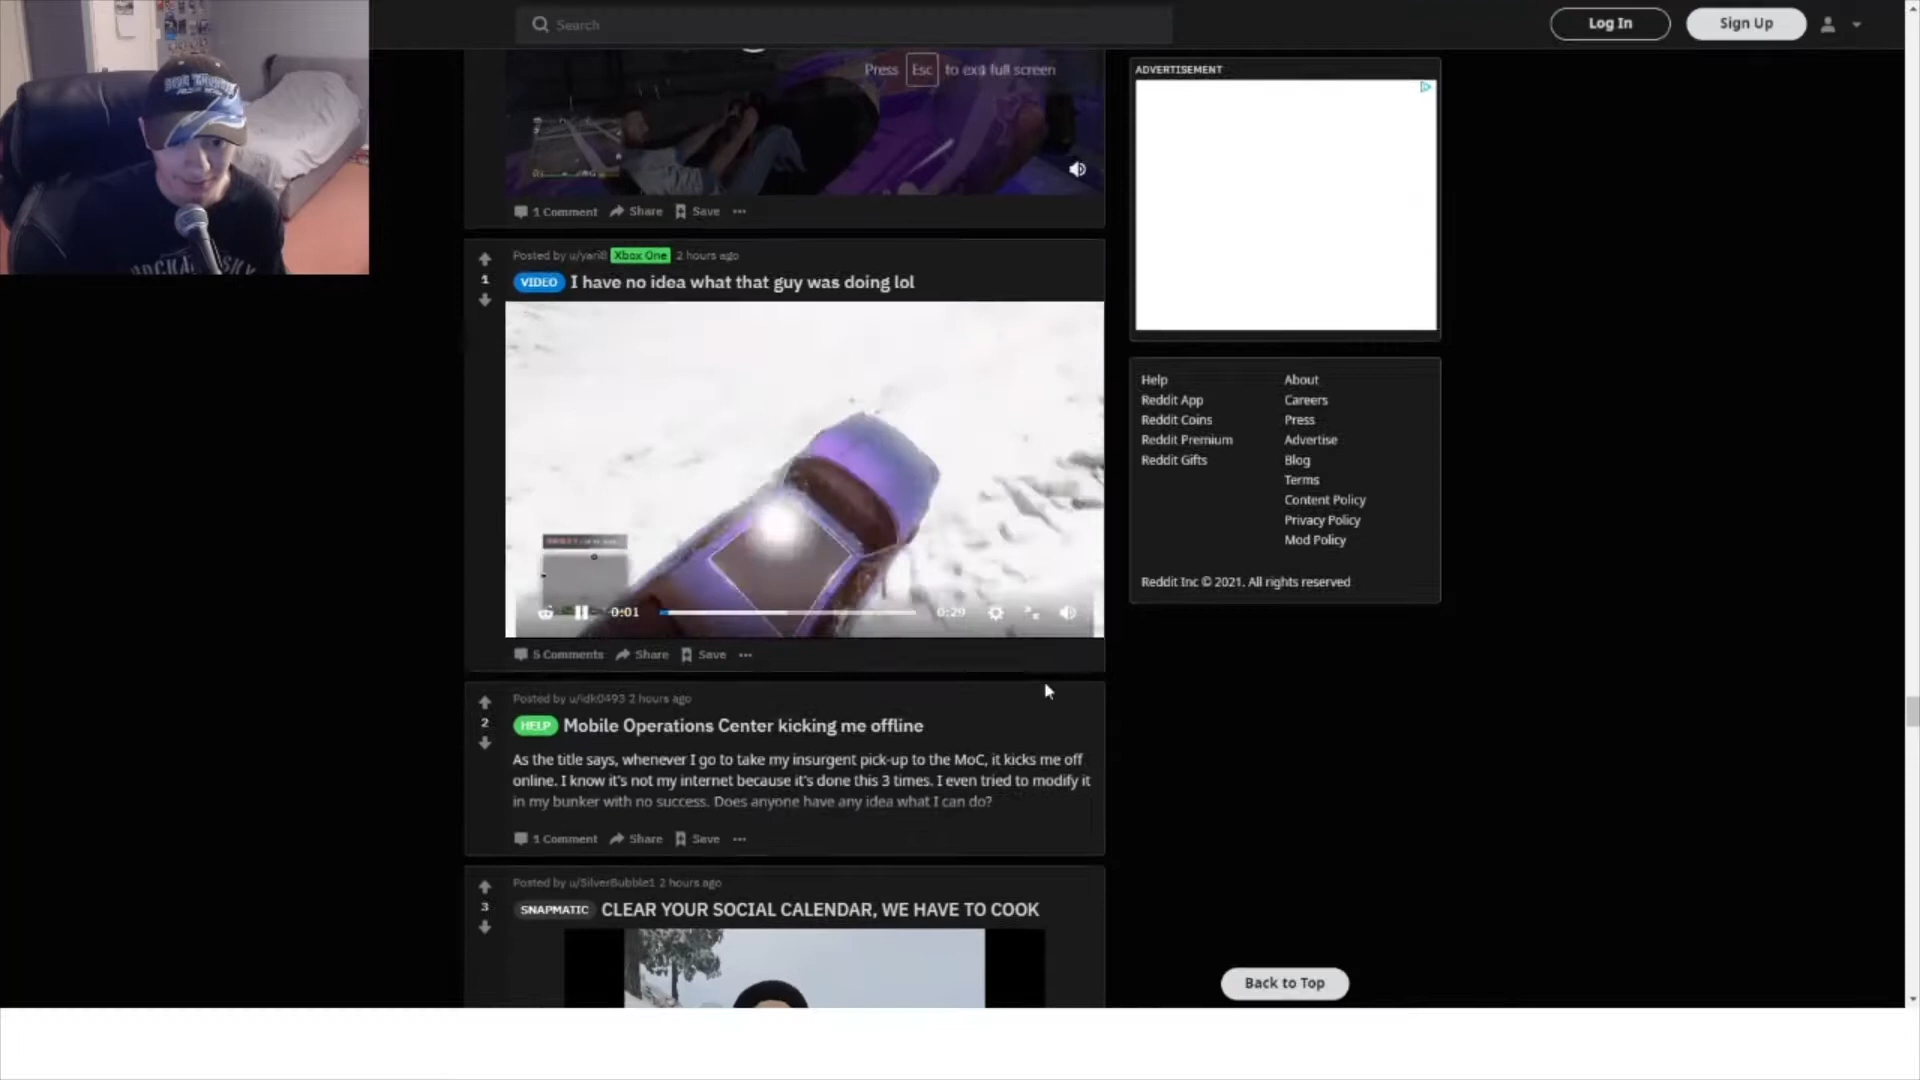 Search
Log In
Sign Up
Press Esc to exit full screen
ADVERTISEMENT
1 Comment Share Save
Posted by u/yari8 Xbox One 2 hours ago
1
VIDEO I have no idea what that guy was doing lol
0:01
0:29
5 Comments Share Save
Help
About
Reddit App
Careers
Reddit Coins
Press
Reddit Premium
Advertise
Reddit Gifts
Blog
Terms
Content Policy
Privacy Policy
Mod Policy
Reddit Inc © 2021. All rights reserved
Posted by u/idk0493 2 hours ago
2
HELP Mobile Operations Center kicking me offline
As the title says, whenever I go to take my insurgent pick-up to the MoC, it kicks me off
online. I know it's not my internet because it's done this 3 times. I even tried to modify it
in my bunker with no success. Does anyone have any idea what I can do?
1 Comment Share Save
Posted by u/SilverBubble1 2 hours ago
3
SNAPMATIC CLEAR YOUR SOCIAL CALENDAR, WE HAVE TO COOK
Back to Top